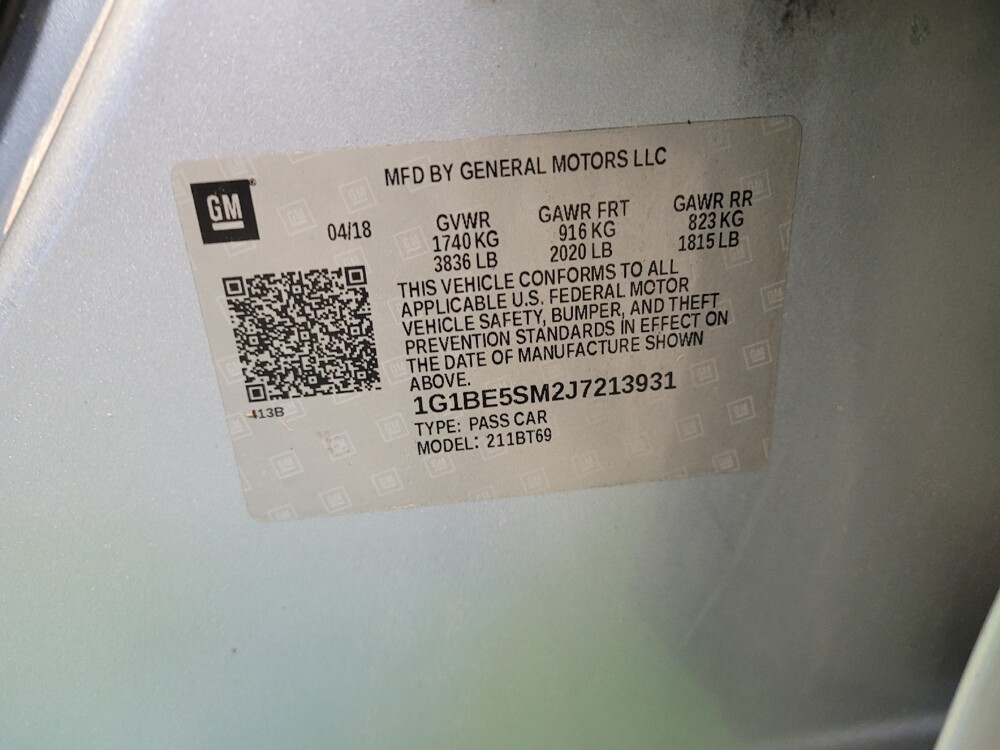 MFD BY GENERAL MOTORS LLC
GM
04/18
GVWR GAWR FRT GAWR RR
1740 KG 916 KG 823 KG
3836 LB 2020 LB 1815 LB
THIS VEHICLE CONFORMS TO ALL
APPLICABLE U.S. FEDERAL MOTOR
VEHICLE SAFETY, BUMPER, AND THEFT
PREVENTION STANDARDS IN EFFECT ON
THE DATE OF MANUFACTURE SHOWN
ABOVE.
413B
1G1BE5SM2J7213931
TYPE: PASS CAR
MODEL: 211BT69